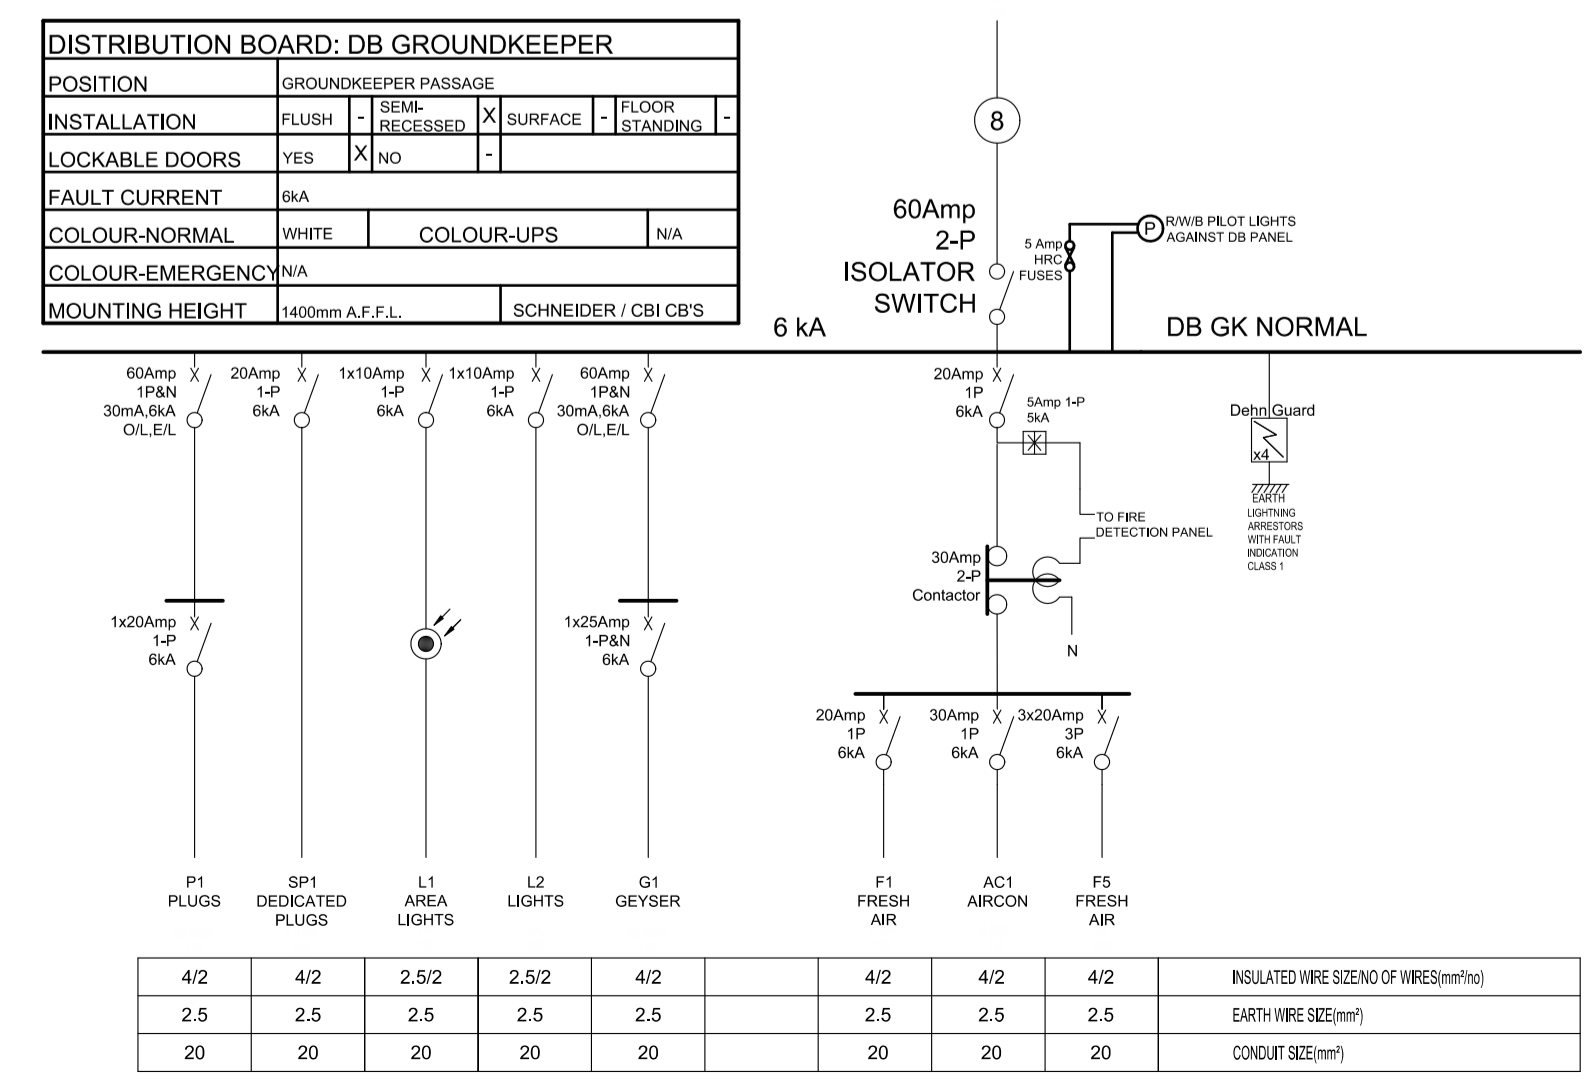 DISTRIBUTION BOARD: DB GROUNDKEEPER
POSITION GROUNDKEEPER PASSAGE
INSTALLATION FLUSH - SEMI-RECESSED X SURFACE - FLOOR STANDING -
LOCKABLE DOORS YES X NO -
FAULT CURRENT 6kA
COLOUR-NORMAL WHITE COLOUR-UPS N/A
COLOUR-EMERGENCY N/A
MOUNTING HEIGHT 1400mm A.F.F.L. SCHNEIDER / CBI CB'S
8
60Amp
2-P
ISOLATOR
SWITCH
5 Amp
HRC
FUSES
P
R/W/B PILOT LIGHTS
AGAINST DB PANEL
6 kA
DB GK NORMAL
60Amp
1P&N
30mA,6kA
O/L,E/L
20Amp
1-P
6kA
1x10Amp
1-P
6kA
1x10Amp
1-P
6kA
60Amp
1P&N
30mA,6kA
O/L,E/L
20Amp
1P
6kA
5Amp 1-P
5kA
Dehn Guard
x4
EARTH
LIGHTNING
ARRESTORS
WITH FAULT
INDICATION
CLASS 1
TO FIRE
DETECTION PANEL
30Amp
2-P
Contactor
N
1x20Amp
1-P
6kA
1x25Amp
1-P&N
6kA
20Amp
1P
6kA
30Amp
1P
6kA
3x20Amp
3P
6kA
P1
PLUGS
SP1
DEDICATED
PLUGS
L1
AREA
LIGHTS
L2
LIGHTS
G1
GEYSER
F1
FRESH
AIR
AC1
AIRCON
F5
FRESH
AIR
4/2 4/2 2.5/2 2.5/2 4/2 4/2 4/2 4/2 INSULATED WIRE SIZE/NO OF WIRES(mm²/no)
2.5 2.5 2.5 2.5 2.5 2.5 2.5 2.5 EARTH WIRE SIZE(mm²)
20 20 20 20 20 20 20 20 CONDUIT SIZE(mm²)